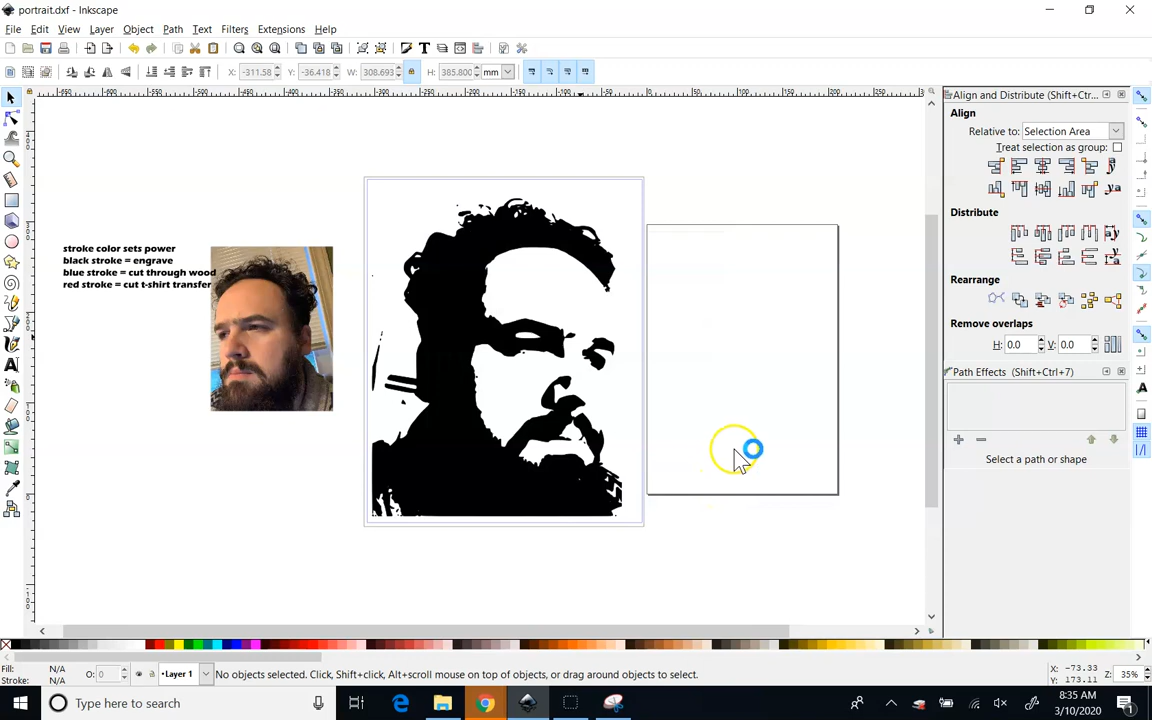 portrait.dxf - Inkscape
File Edit View Layer Object Path Text Filters Extensions Help
X: -311.58 Y: -36.418 W: 308.693 H: 385.800 mm
stroke color sets power
black stroke = engrave
blue stroke = cut through wood
red stroke = cut t-shirt transfer
Align and Distribute (Shift+Ctr...
Align
Relative to: Selection Area
Treat selection as group:
Distribute
Rearrange
Remove overlaps
H: 0.0 V: 0.0
Path Effects (Shift+Ctrl+7)
Select a path or shape
Fill: N/A
Stroke: N/A
O: 0
Layer 1
No objects selected. Click, Shift+click, Alt+scroll mouse on top of objects, or drag around objects to select.
X: -73.33
Y: 173.11
Z: 35%
Type here to search
8:35 AM
3/10/2020